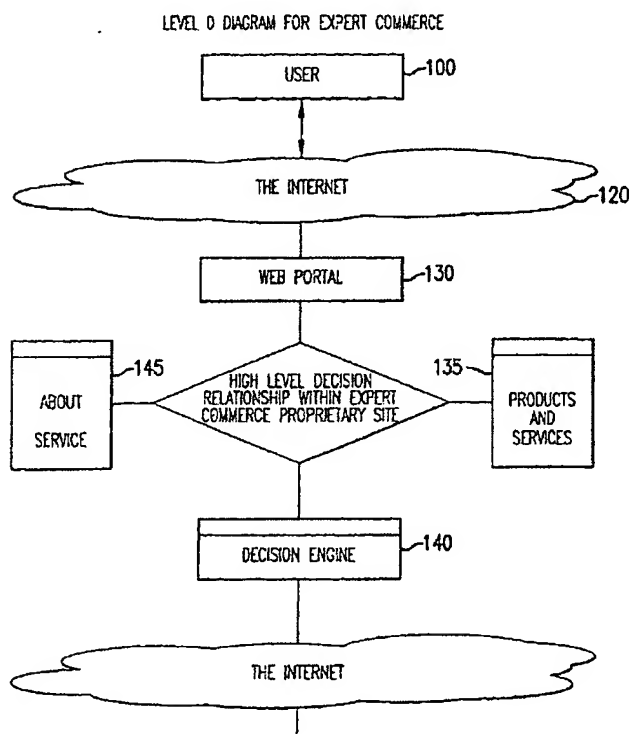 LEVEL 0 DIAGRAM FOR EXPERT COMMERCE
USER
100
THE INTERNET
120
WEB PORTAL
130
145
ABOUT
SERVICE
HIGH LEVEL DECISION
RELATIONSHIP WITHIN EXPERT
COMMERCE PROPRIETARY SITE
135
PRODUCTS
AND
SERVICES
DECISION ENGINE
140
THE INTERNET